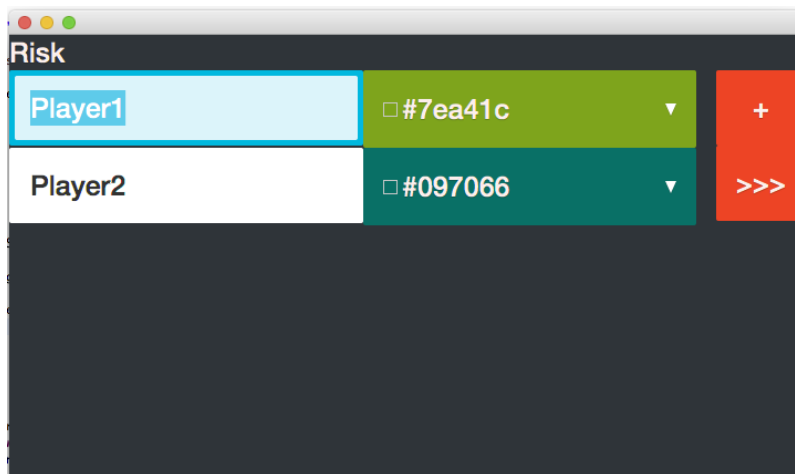 Risk
Player1 □#7ea41c ▼ +
Player2 □#097066 ▼ >>>